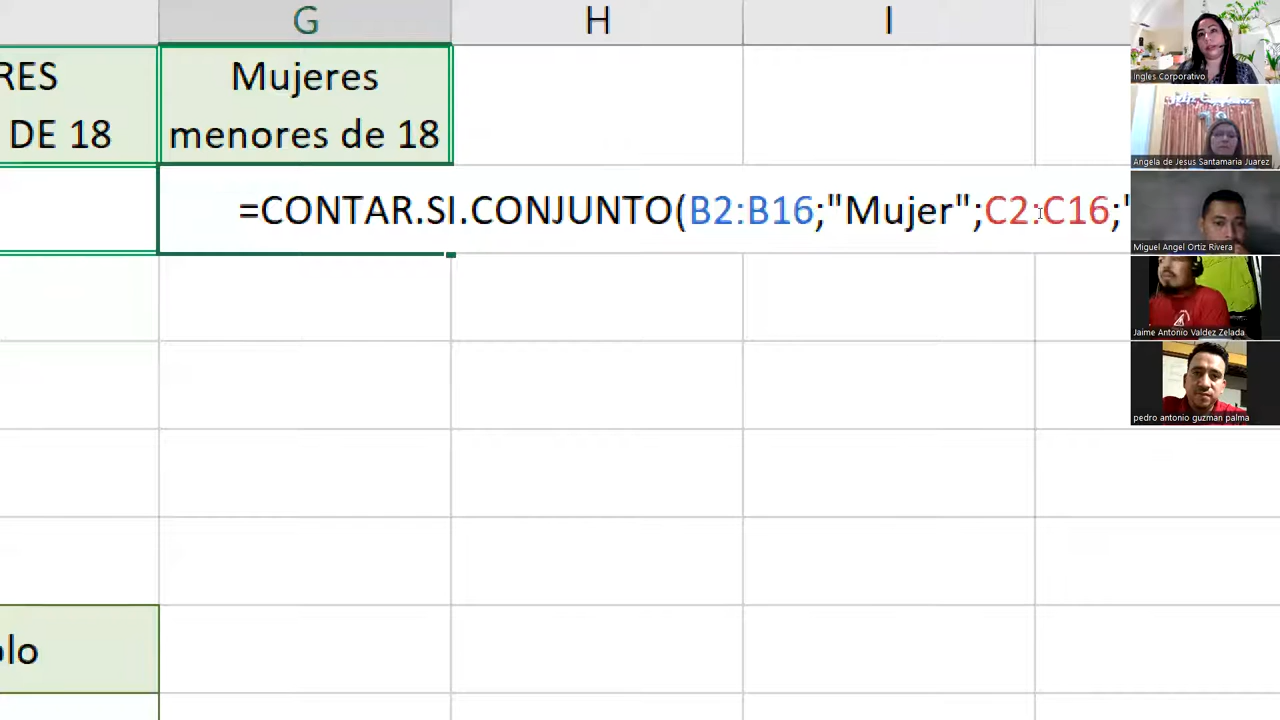 G
H
I
RES
DE 18
Mujeres
menores de 18
=CONTAR.SI.CONJUNTO(B2:B16;"Mujer";C2:C16;"
olo
Ingles Corporativo
Angela de Jesus Santamaria Juarez
Miguel Angel Ortiz Rivera
Jaime Antonio Valdez Zelada
pedro antonio guzman palma